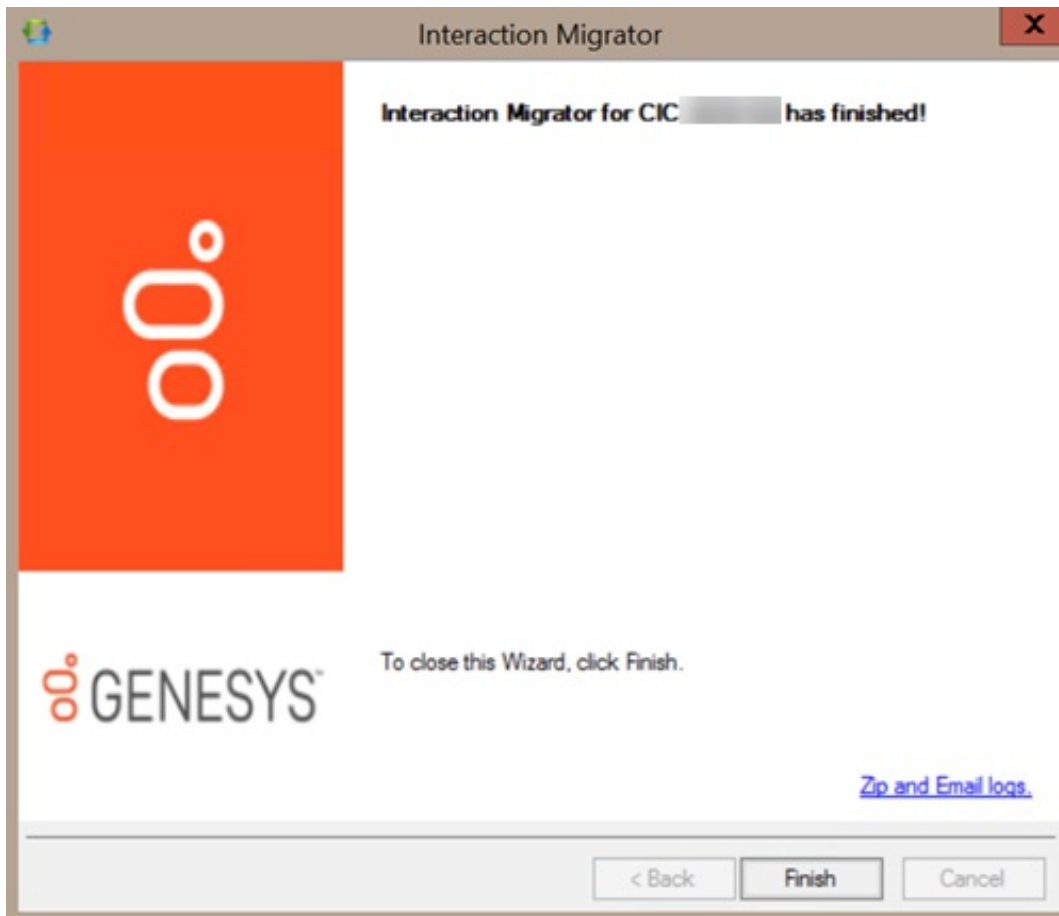 Interaction Migrator
X
Interaction Migrator for CIC has finished!
GENESYS™
To close this Wizard, click Finish.
Zip and Email logs.
< Back Finish Cancel